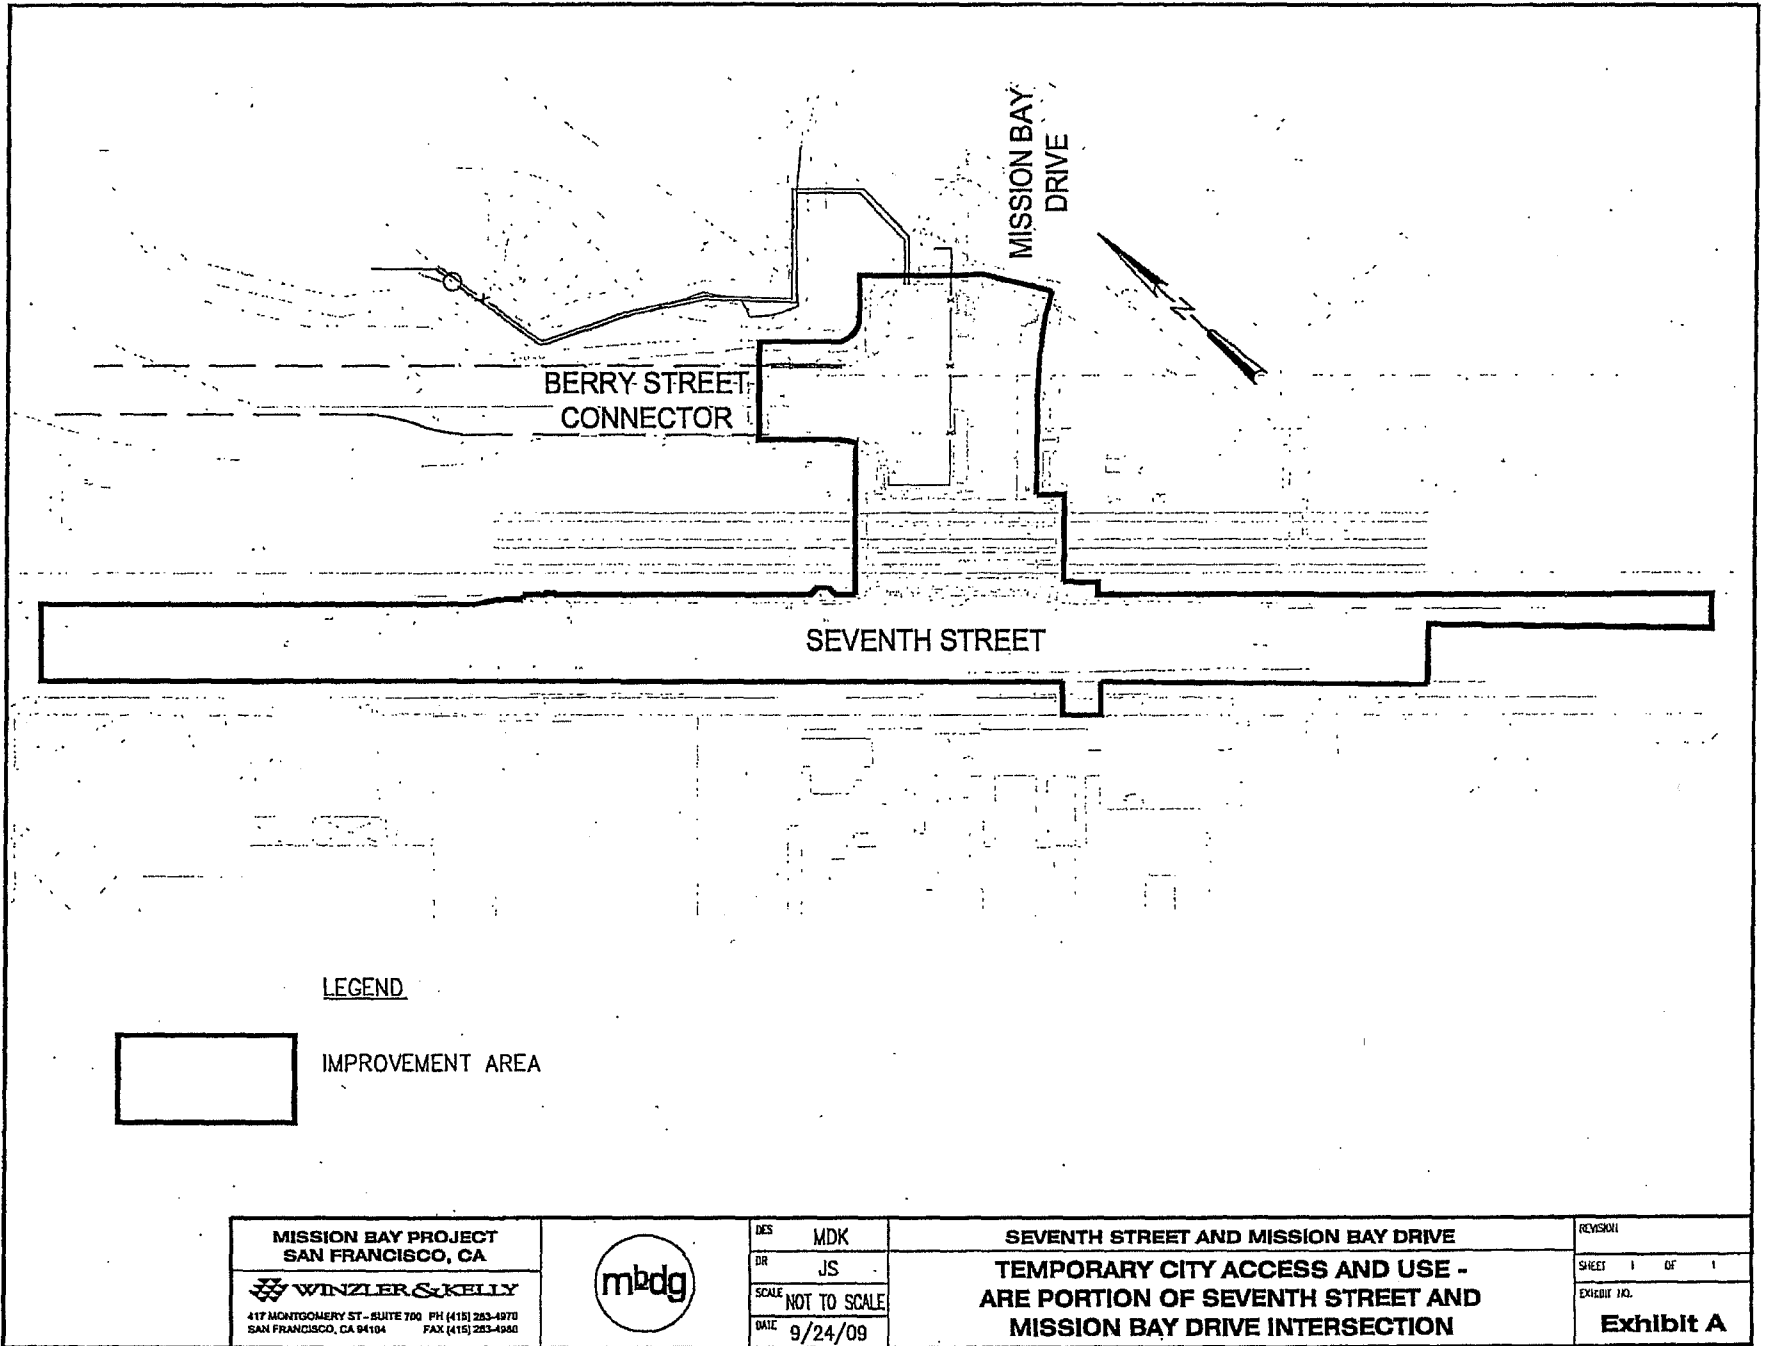 MISSION BAY
DRIVE
N
BERRY STREET
CONNECTOR
SEVENTH STREET
LEGEND
IMPROVEMENT AREA
MISSION BAY PROJECT
SAN FRANCISCO, CA
WINZLER & KELLY
417 MONTGOMERY ST - SUITE 700 PH (415) 283-4970
SAN FRANCISCO, CA 94104 FAX (415) 283-4980
mbdg
DES MDK
DR JS
SCALE NOT TO SCALE
DATE 9/24/09
SEVENTH STREET AND MISSION BAY DRIVE
TEMPORARY CITY ACCESS AND USE -
ARE PORTION OF SEVENTH STREET AND
MISSION BAY DRIVE INTERSECTION
REVISION
SHEET 1 OF 1
EXHIBIT NO.
Exhibit A